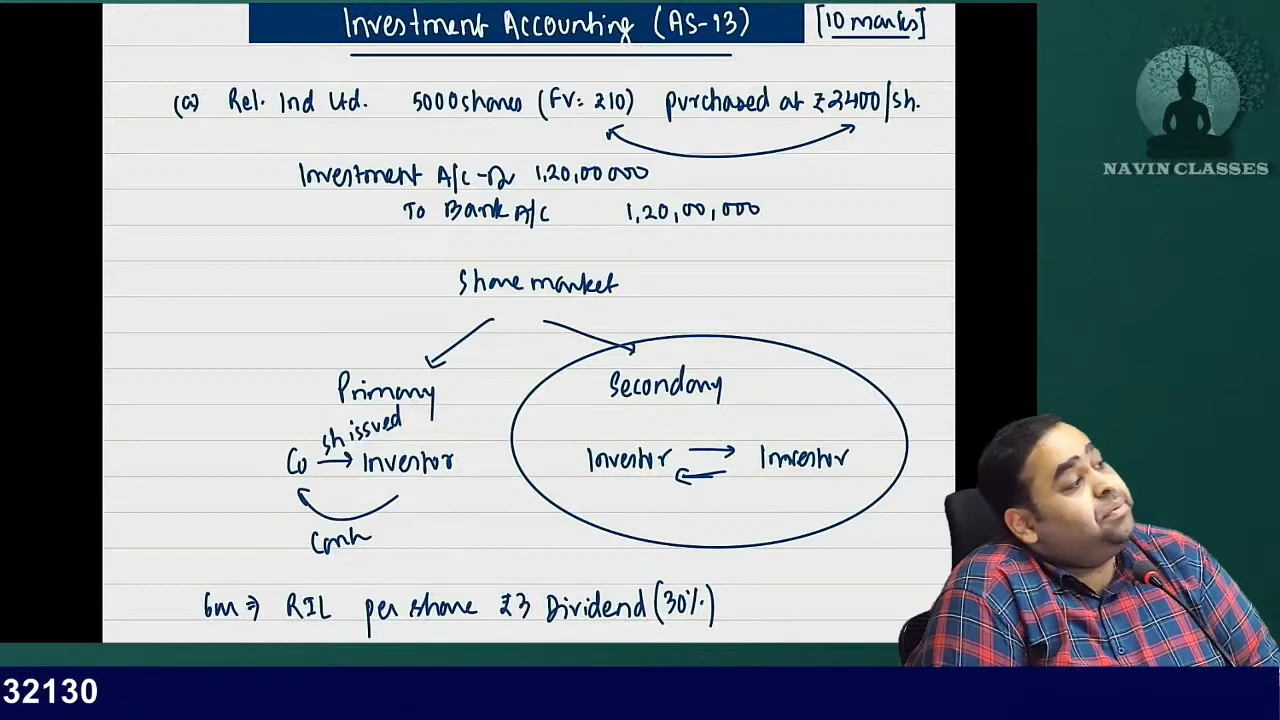 Investment Accounting (AS-13) [10 marks]
(a) Rel. Ind Ltd. 5000 shares (FV= ₹10) purchased at ₹2400/sh.
NAVIN CLASSES
Investment A/C -Dr 1,20,00000
To Bank A/C 1,20,00,000
Share market
Primary
Secondary
sh issued
Co → Investor
Investor → Investor
Cash
6m ⇒ RIL per share ₹3 Dividend (30%)
32130